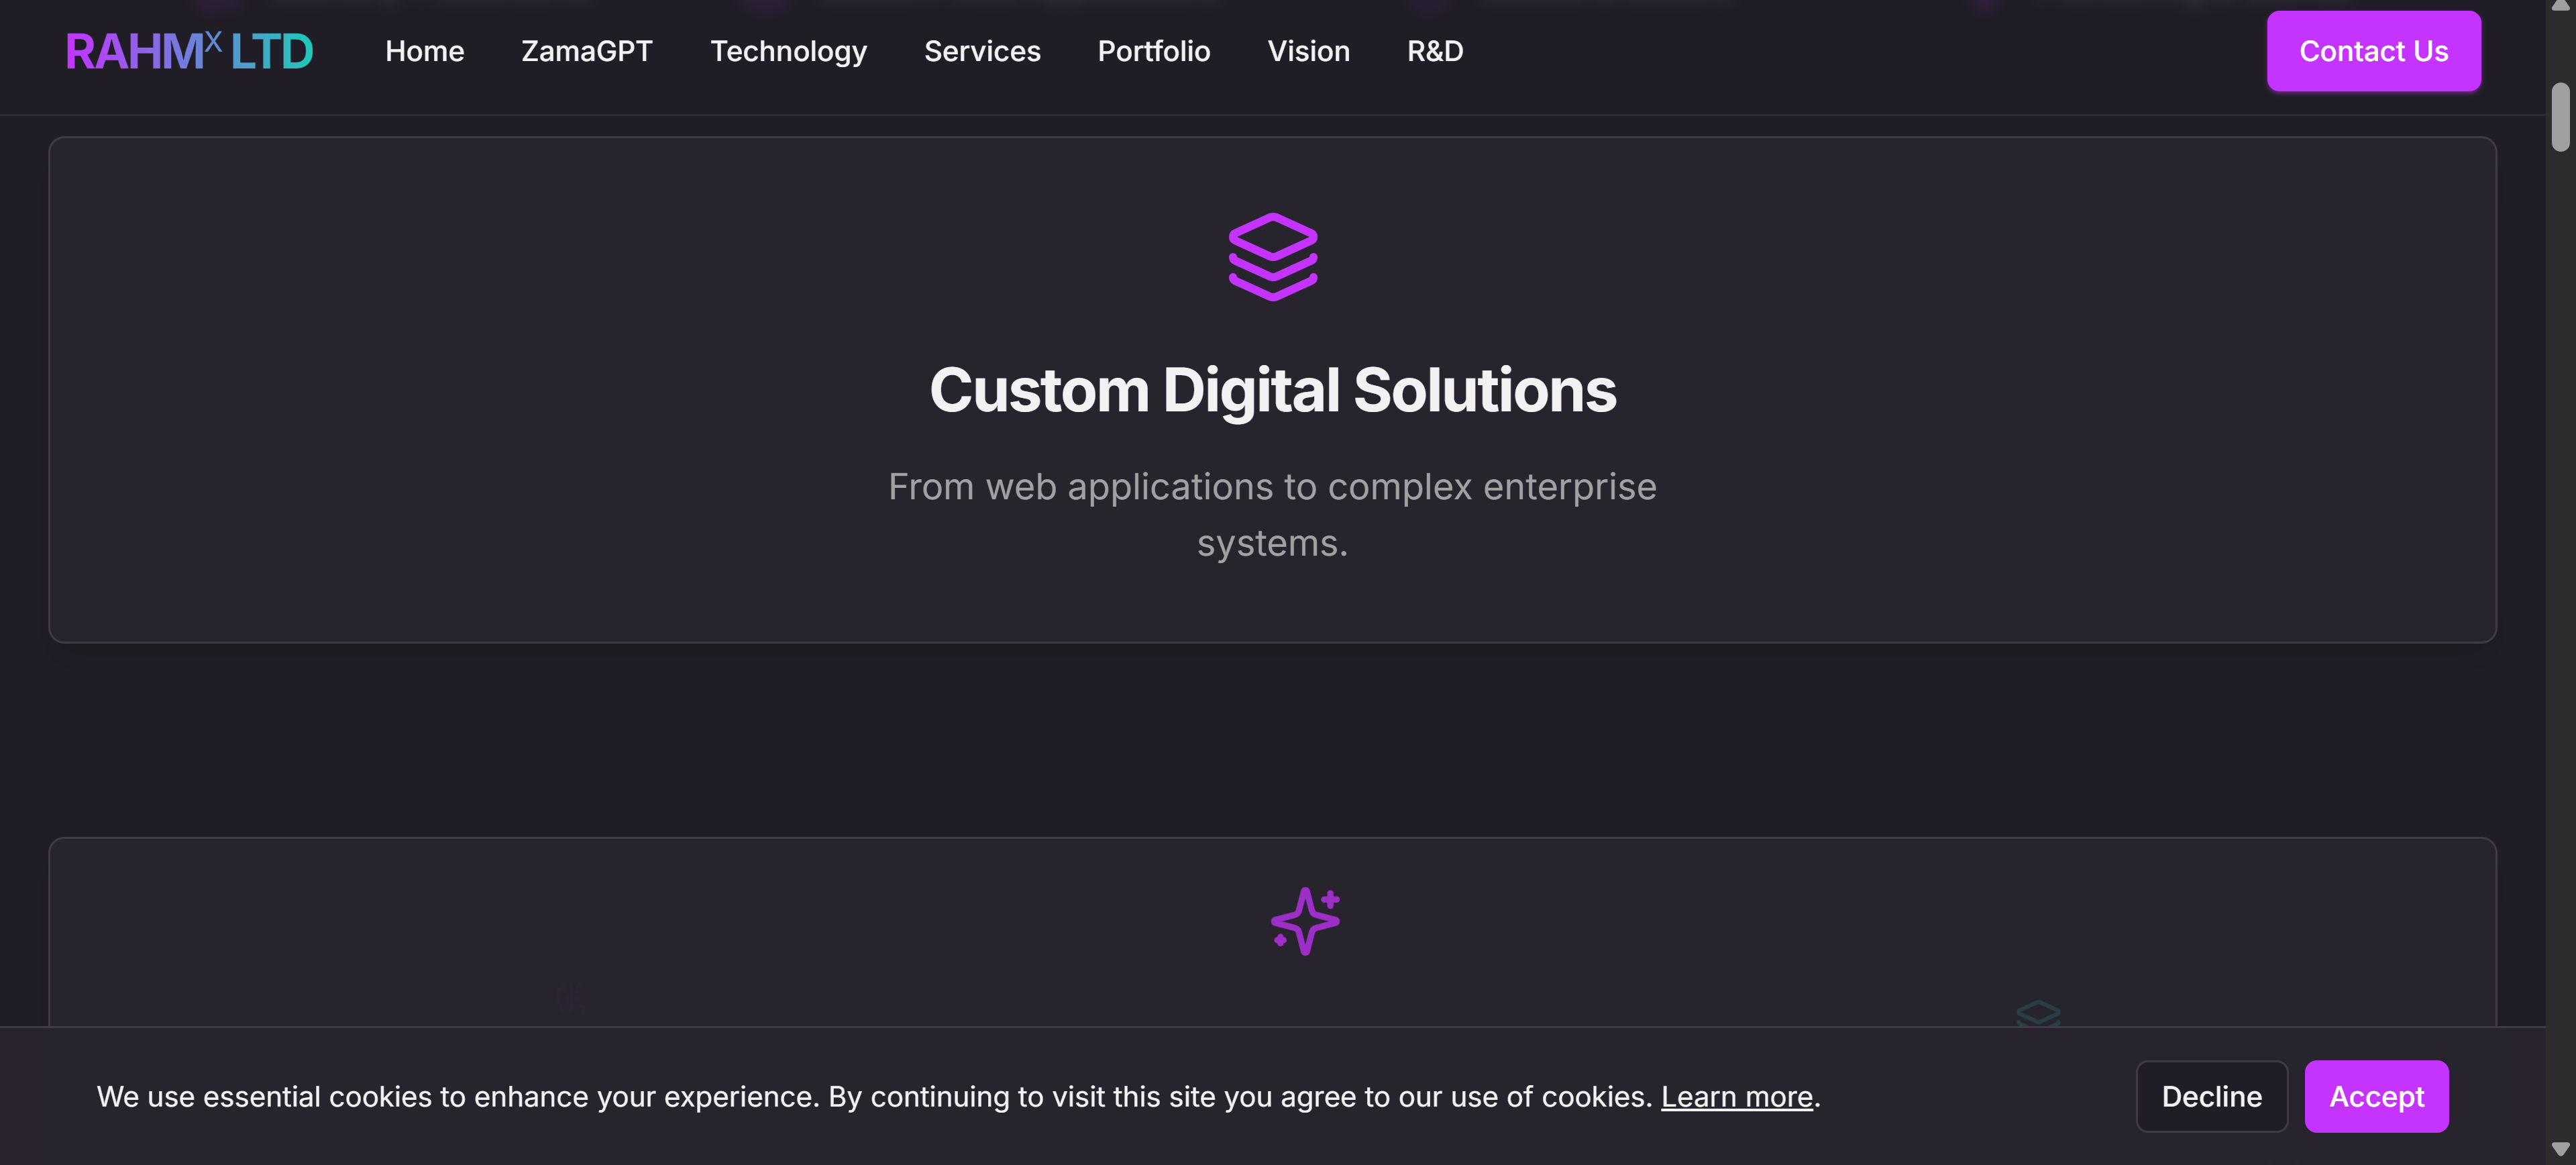 RAHMX LTD
Home
ZamaGPT
Technology
Services
Portfolio
Vision
R&D
Contact Us
Custom Digital Solutions
From web applications to complex enterprise
systems.
We use essential cookies to enhance your experience. By continuing to visit this site you agree to our use of cookies. Learn more.
Decline
Accept